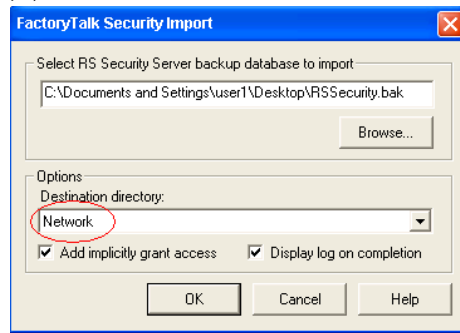 FactoryTalk Security Import
Select RS Security Server backup database to import
C:\Documents and Settings\user1\Desktop\RSSecurity.bak
Browse...
Options
Destination directory:
Network
Add implicitly grant access Display log on completion
OK Cancel Help